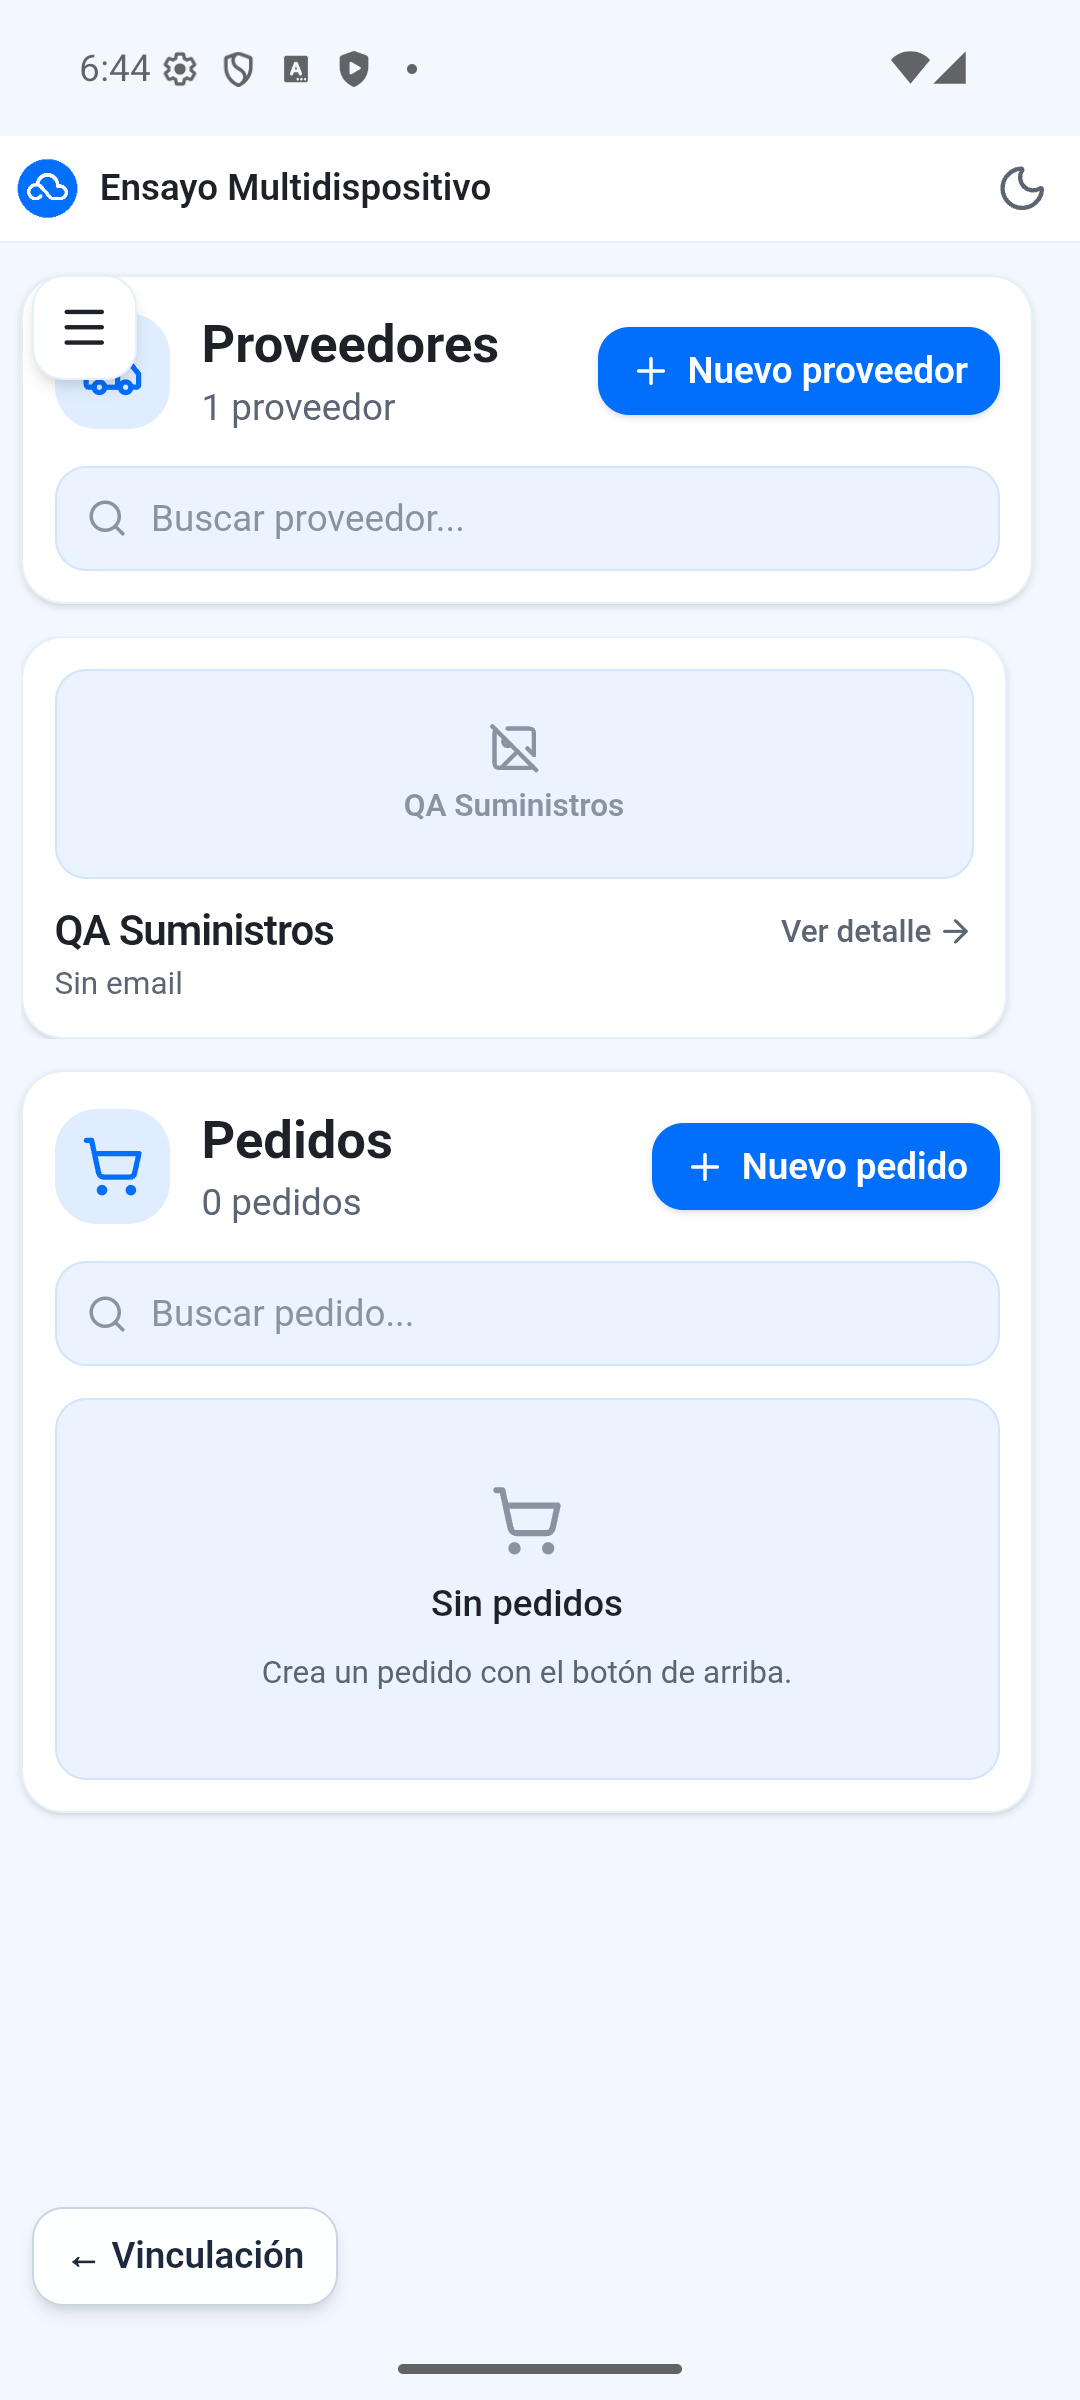 6:44
Ensayo Multidispositivo
Proveedores
1 proveedor
+ Nuevo proveedor
Buscar proveedor...
QA Suministros
QA Suministros
Ver detalle →
Sin email
Pedidos
0 pedidos
+ Nuevo pedido
Buscar pedido...
Sin pedidos
Crea un pedido con el botón de arriba.
← Vinculación